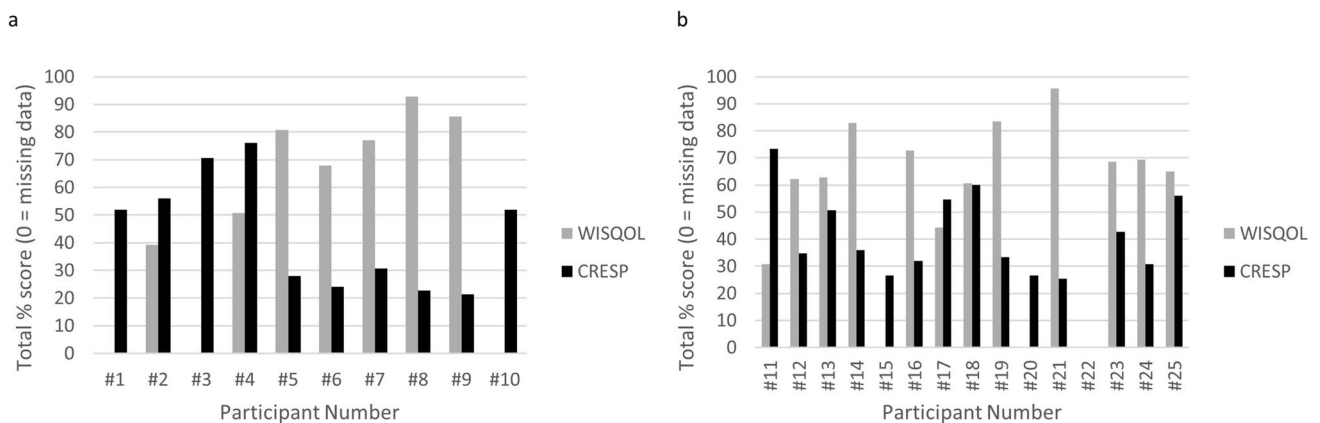 a
Total % score (0 = missing data)
100
90
80
70
60
50
40
30
20
10
0
#1 #2 #3 #4 #5 #6 #7 #8 #9 #10
Participant Number
WISQOL
CRESP
b
Total % score (0 = missing data)
100
90
80
70
60
50
40
30
20
10
0
#11 #12 #13 #14 #15 #16 #17 #18 #19 #20 #21 #22 #23 #24 #25
Participant Number
WISQOL
CRESP